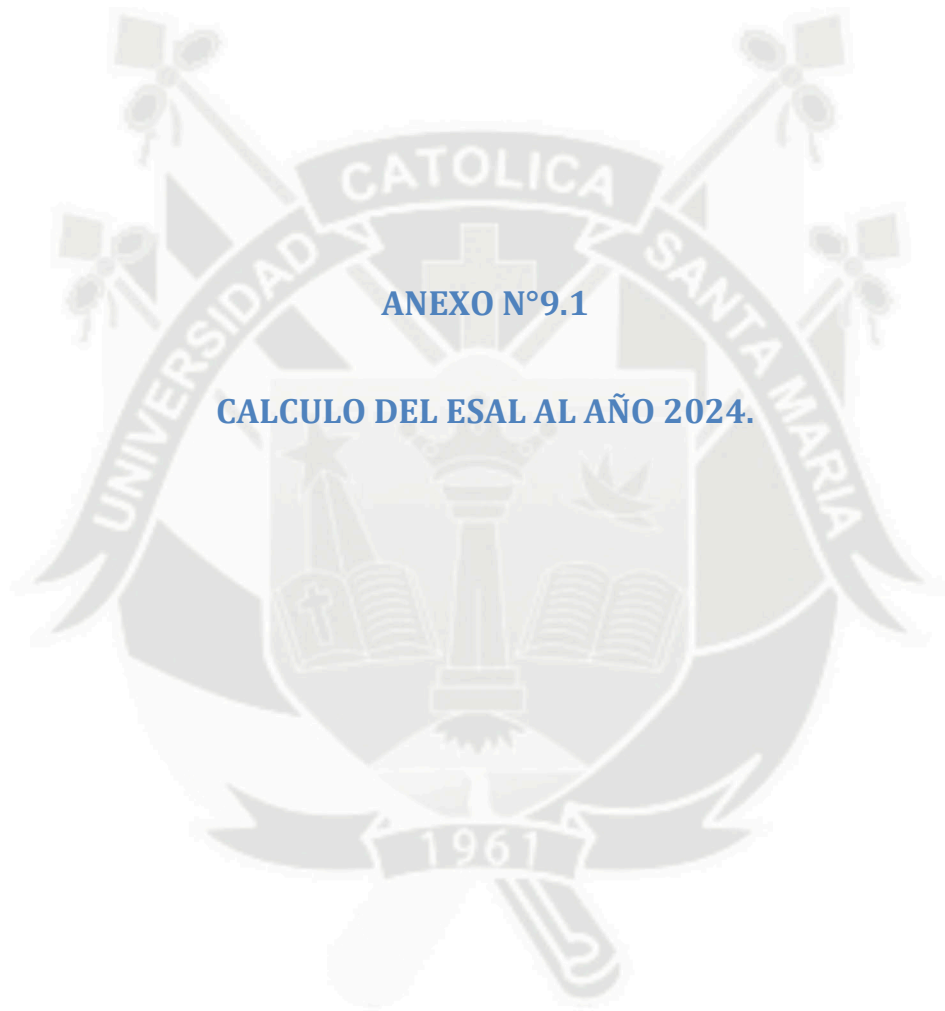 ANEXO N°9.1
CALCULO DEL ESAL AL AÑO 2024.
UNIVERSIDAD CATOLICA SANTA MARIA
1961